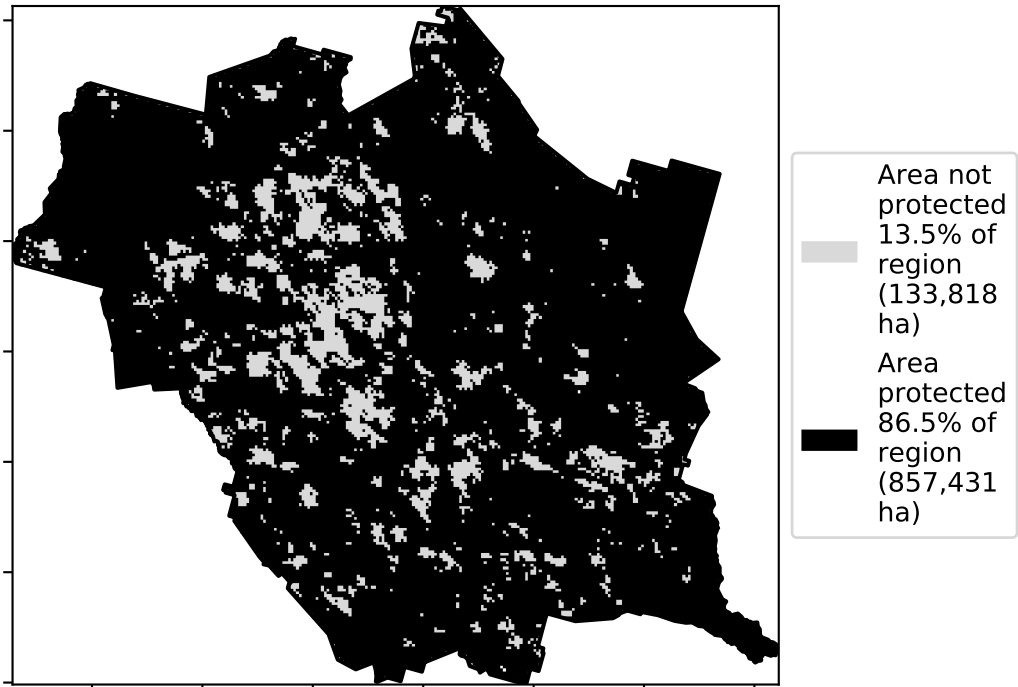 Area not
protected
13.5% of
region
(133,818
ha)
Area
protected
86.5% of
region
(857,431
ha)